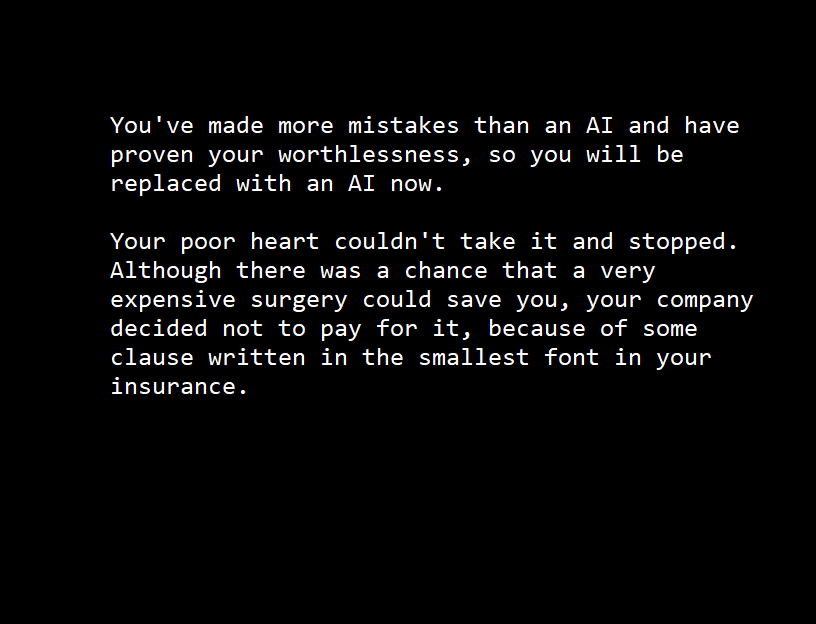 You've made more mistakes than an AI and have
proven your worthlessness, so you will be
replaced with an AI now.
Your poor heart couldn't take it and stopped.
Although there was a chance that a very
expensive surgery could save you, your company
decided not to pay for it, because of some
clause written in the smallest font in your
insurance.